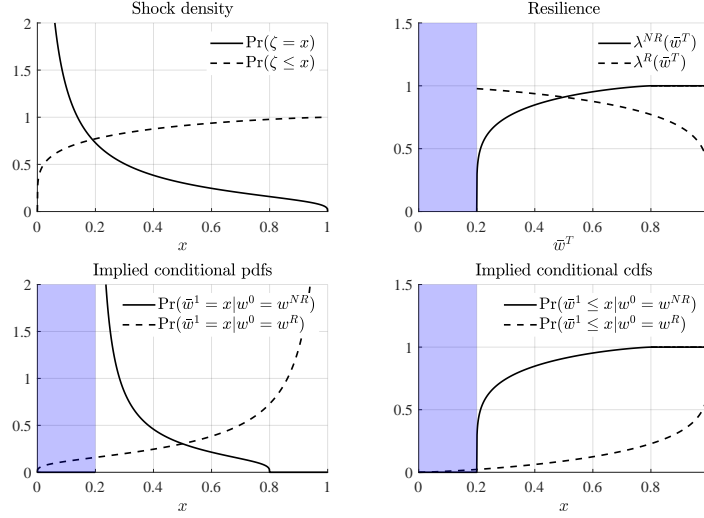 Shock density
2
1.5
1
0.5
0
0 0.2 0.4 0.6 0.8 1
x
Pr(ζ = x)
Pr(ζ ≤ x)
Resilience
1.5
1
0.5
0
0 0.2 0.4 0.6 0.8
w̄^T
λ^{NR}(w̄^T)
λ^R(w̄^T)
Implied conditional pdfs
2
1.5
1
0.5
0
0 0.2 0.4 0.6 0.8 1
x
Pr(w̄^1 = x|w^0 = w^{NR})
Pr(w̄^1 = x|w^0 = w^R)
Implied conditional cdfs
1.5
1
0.5
0
0 0.2 0.4 0.6 0.8
x
Pr(w̄^1 ≤ x|w^0 = w^{NR})
Pr(w̄^1 ≤ x|w^0 = w^R)